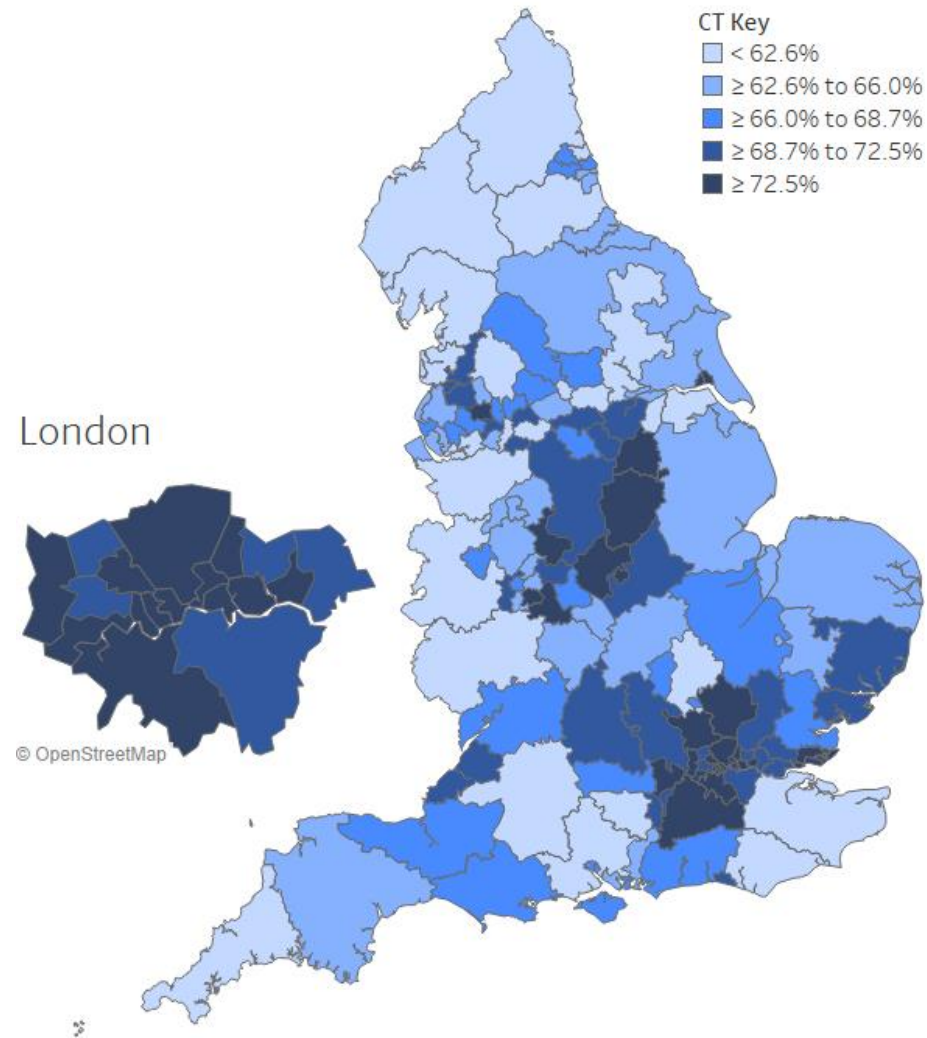 CT Key
< 62.6%
≥ 62.6% to 66.0%
≥ 66.0% to 68.7%
≥ 68.7% to 72.5%
≥ 72.5%
London
© OpenStreetMap